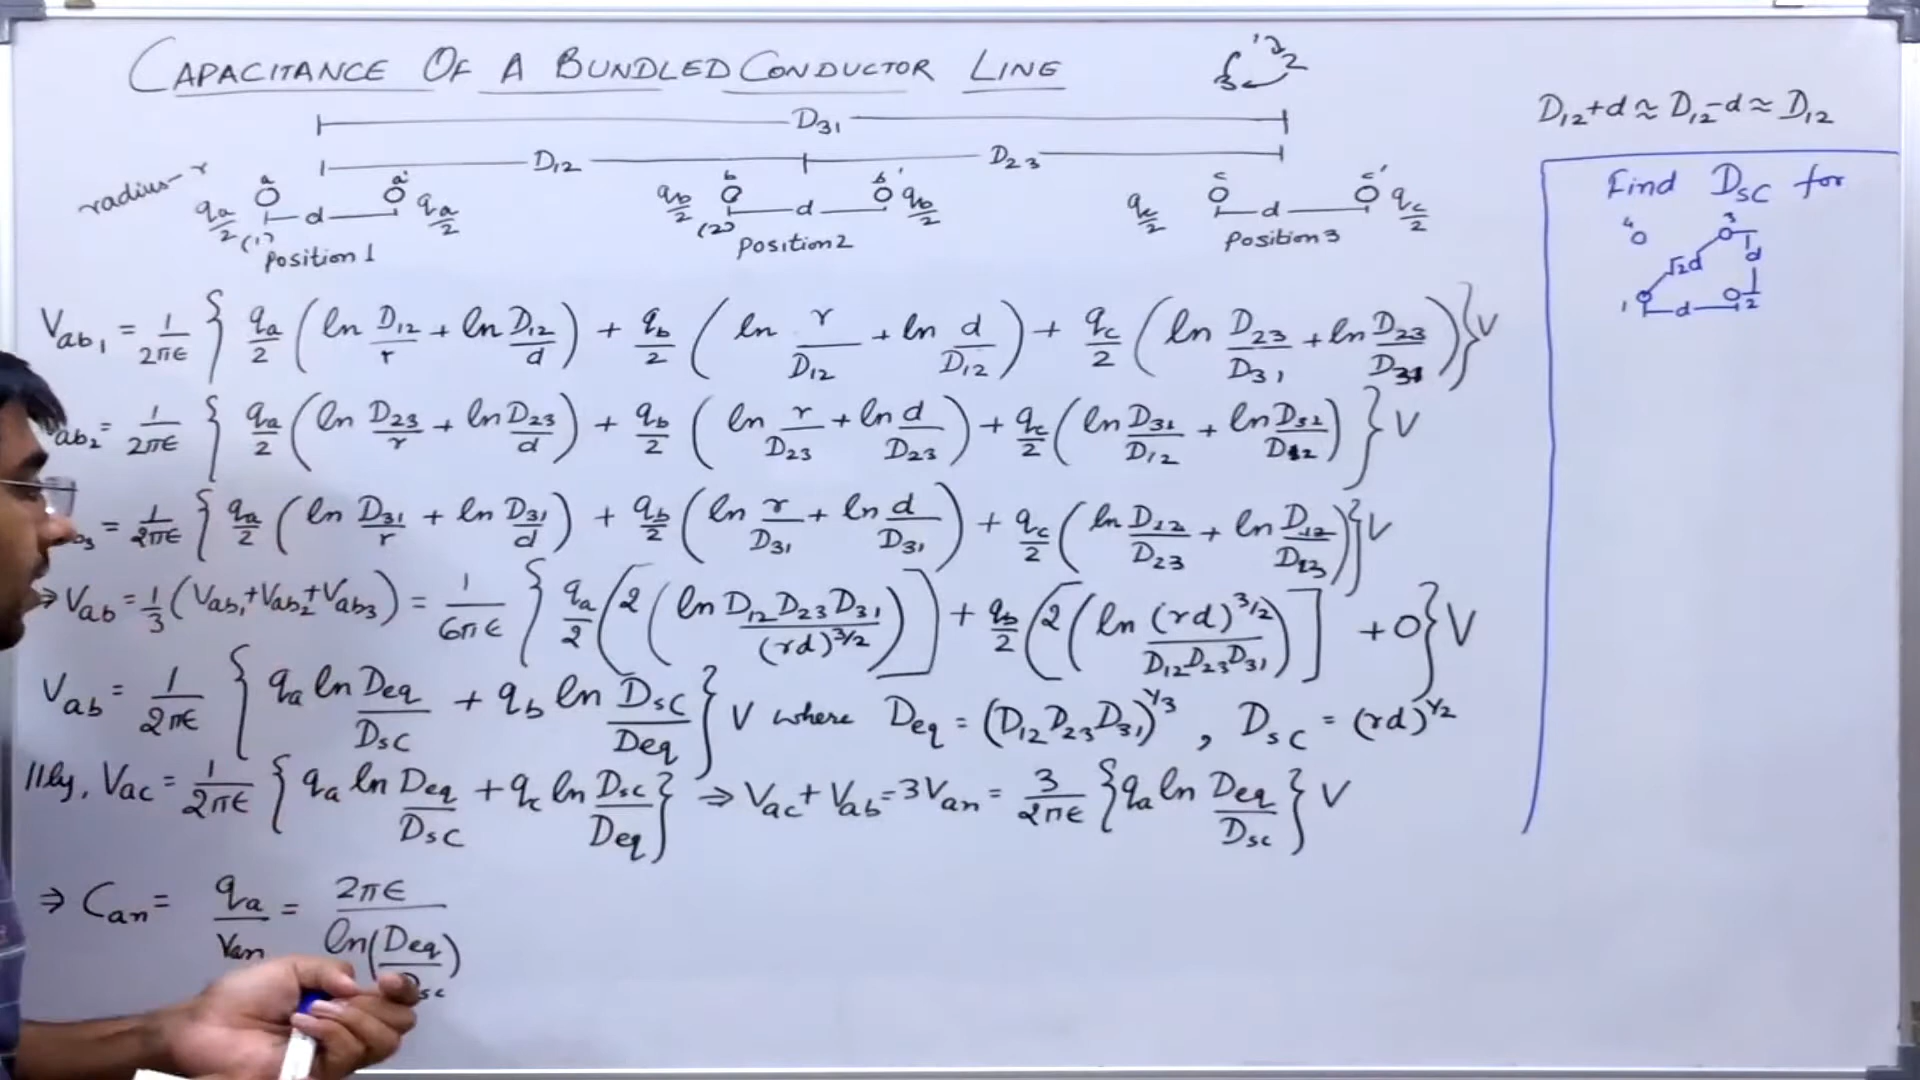 CAPACITANCE OF A BUNDLED CONDUCTOR LINE
1 2 3
D₁₂+d ≈ D₁₂-d ≈ D₁₂
D₃₁
D₁₂ D₂₃
radius-r
a a' b b' c c'
qa/2 d qa/2 qb/2 d qb/2 qc/2 d qc/2
(1) (2)
Position 1 Position 2 Position 3
Find Dsc for
4 3
√2d d
1 d 2
Vab₁ = 1/2πε { qa/2 (ln D₁₂/r + ln D₁₂/d) + qb/2 (ln r/D₁₂ + ln d/D₁₂) + qc/2 (ln D₂₃/D₃₁ + ln D₂₃/D₃₁) } V
ab₂ = 1/2πε { qa/2 (ln D₂₃/r + ln D₂₃/d) + qb/2 (ln r/D₂₃ + ln d/D₂₃) + qc/2 (ln D₃₁/D₁₂ + ln D₃₁/D₁₂) } V
₃ = 1/2πε { qa/2 (ln D₃₁/r + ln D₃₁/d) + qb/2 (ln r/D₃₁ + ln d/D₃₁) + qc/2 (ln D₁₂/D₂₃ + ln D₁₂/D₂₃) } V
⇒ Vab = 1/3 (Vab₁+Vab₂+Vab₃) = 1/6πε { qa/2 (2 (ln D₁₂D₂₃D₃₁/(rd)^3/2)] + qb/2 [2 (ln (rd)^3/2/D₁₂D₂₃D₃₁)] + 0 } V
Vab = 1/2πε { qa ln Deq/Dsc + qb ln Dsc/Deq } V where Deq = (D₁₂D₂₃D₃₁)^1/3, Dsc = (rd)^1/2
llly, Vac = 1/2πε { qa ln Deq/Dsc + qc ln Dsc/Deq } ⇒ Vac + Vab = 3Van = 3/2πε { qa ln Deq/Dsc } V
⇒ Can = qa/Van = 2πε/ln(Deq/Dsc)